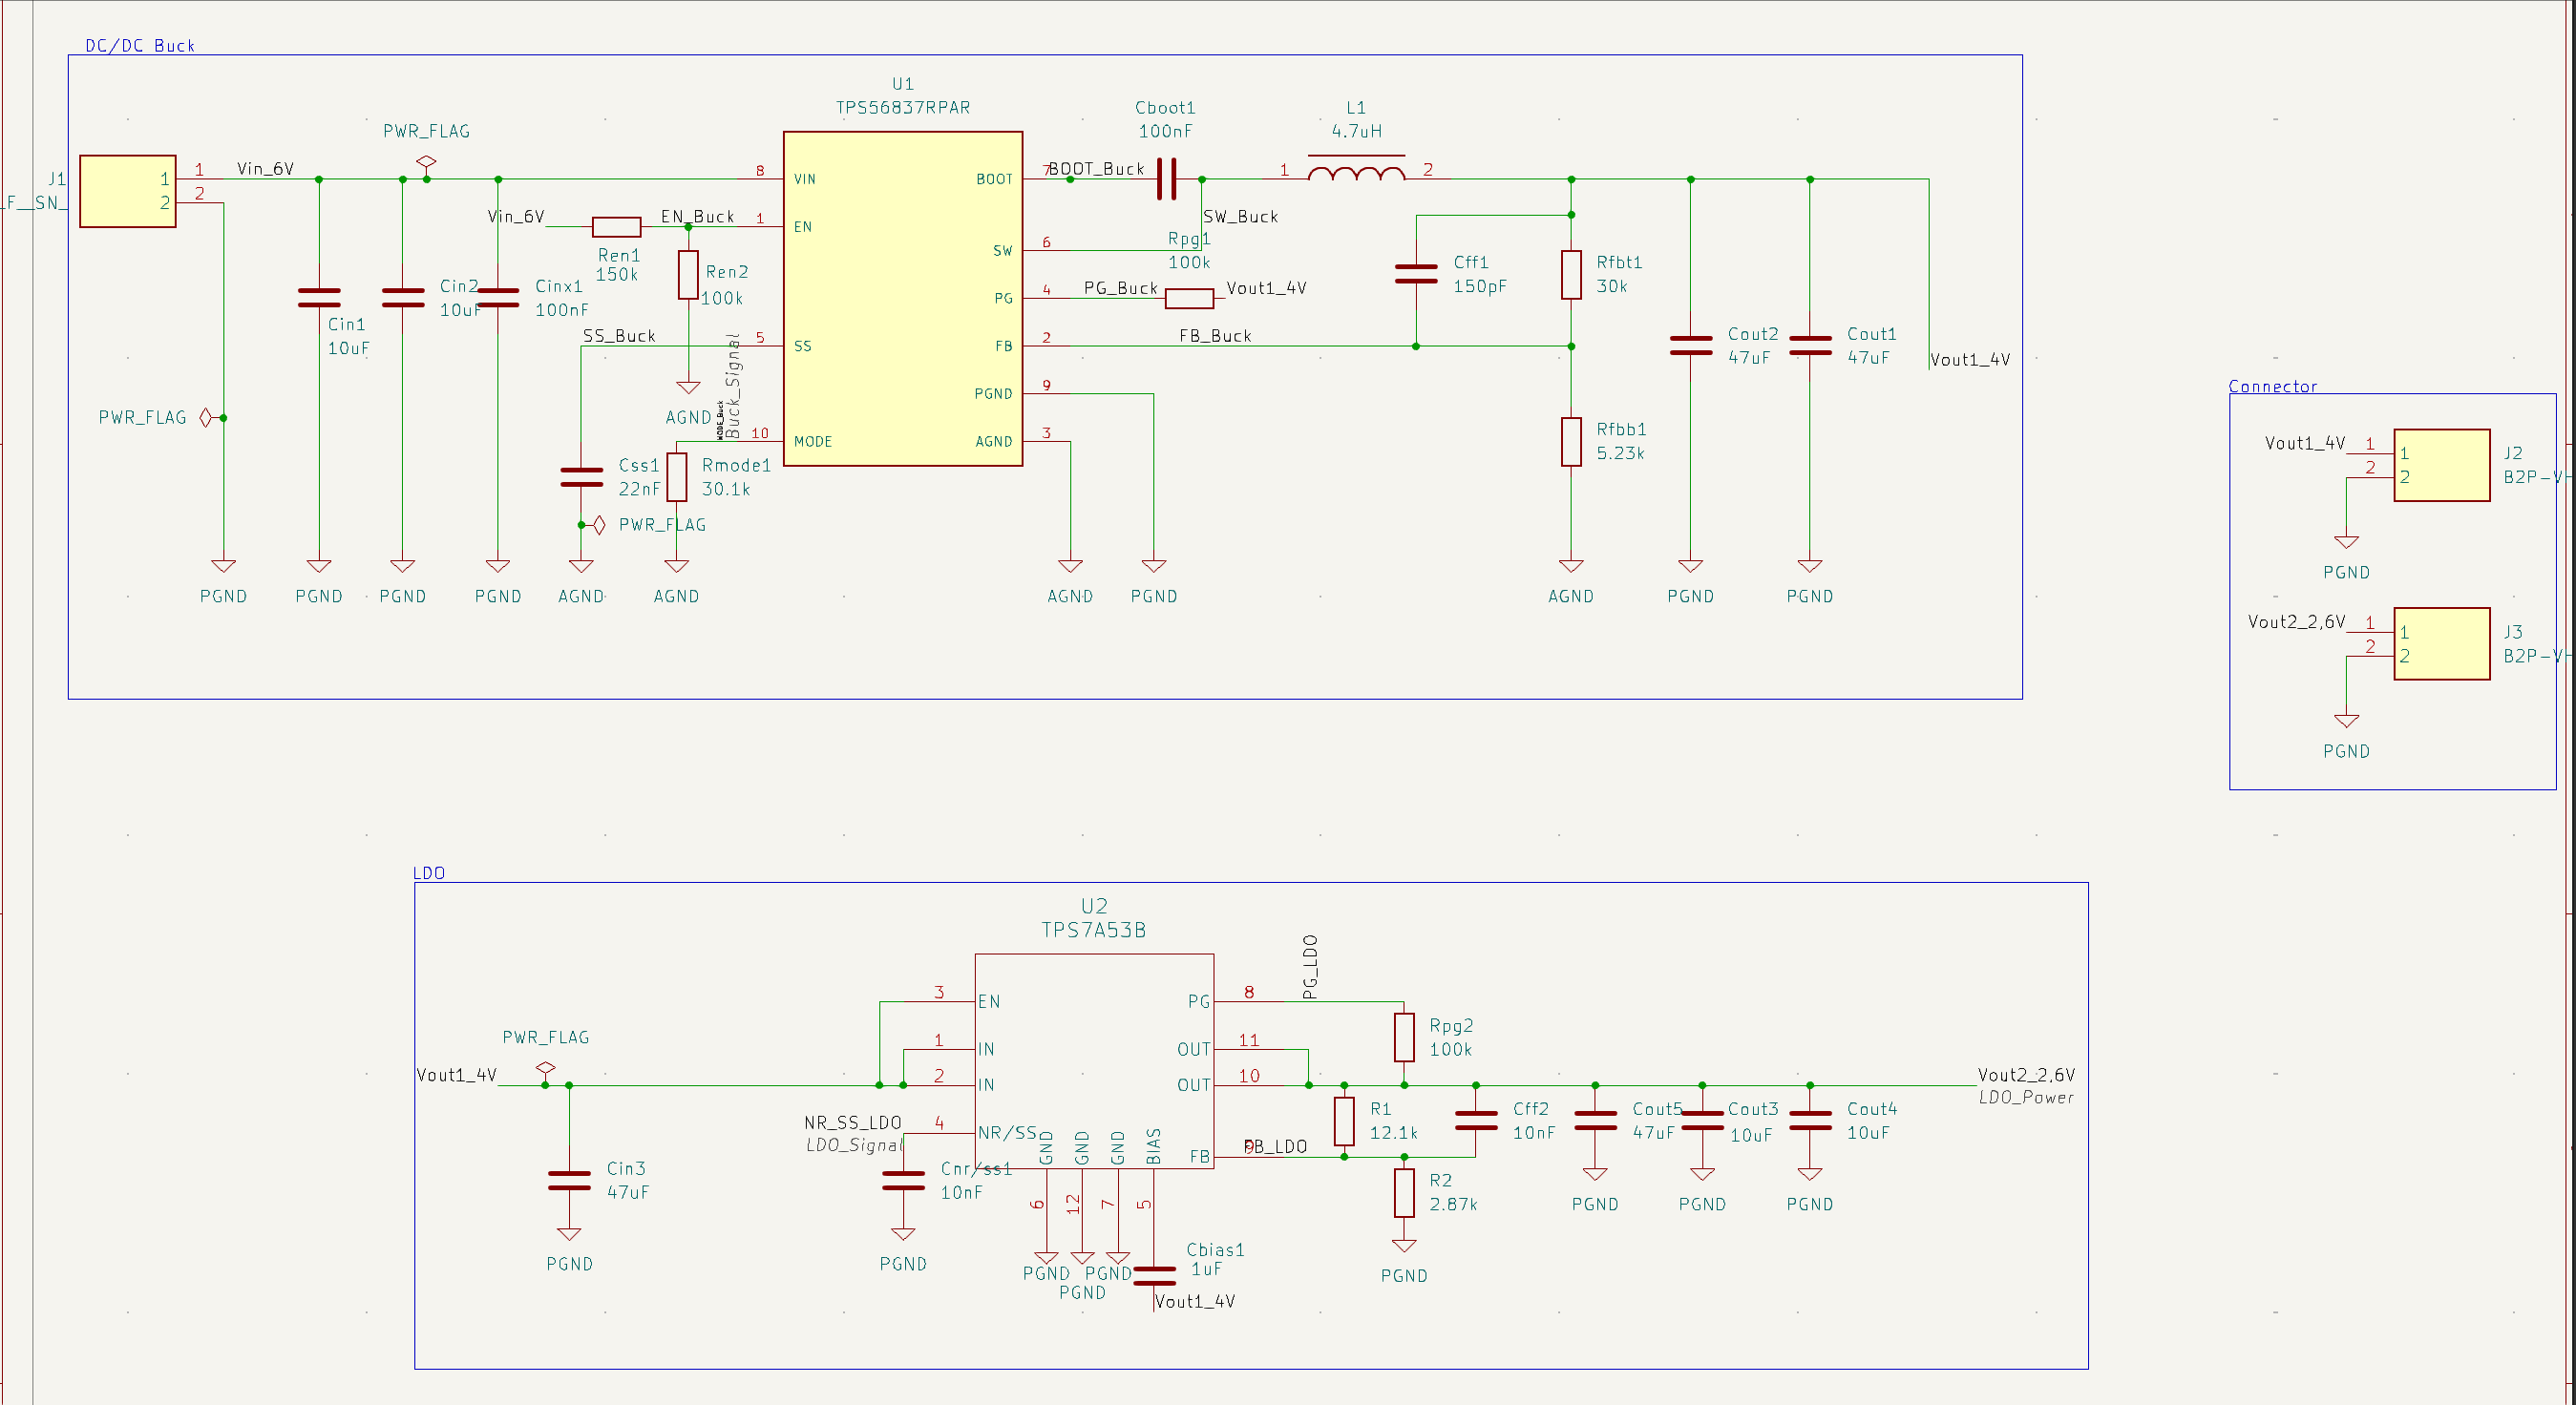 DC/DC Buck
U1
TPS56837RPAR
Cboot1
100nF
L1
4.7uH
PWR_FLAG
J1
_F__SN_
1
2
1
2
Vin_6V
8
VIN
BOOT
7
BOOT_Buck
1
2
Vin_6V
EN_Buck
1
EN
SW_Buck
Ren1
150k
Ren2
100k
SW
6
Rpg1
100k
Cff1
150pF
Rfbt1
30k
Cin2
10uF
Cinx1
100nF
PG
4
PG_Buck
Vout1_4V
Cin1
10uF
SS_Buck
5
SS
FB
2
FB_Buck
Cout2
47uF
Cout1
47uF
Vout1_4V
PGND
9
PWR_FLAG
AGND
MODE_Buck
Buck_Signal
10
MODE
AGND
3
Rfbb1
5.23k
Css1
22nF
Rmode1
30.1k
PWR_FLAG
PGND
PGND
PGND
PGND
AGND
AGND
AGND
PGND
AGND
PGND
PGND
Connector
Vout1_4V
1
2
1
2
J2
B2P-V
PGND
Vout2_2,6V
1
2
1
2
J3
B2P-V
PGND
LDO
U2
TPS7A53B
PG_LDO
3
EN
PG
8
Rpg2
100k
PWR_FLAG
1
IN
OUT
11
Vout1_4V
2
IN
OUT
10
Vout2_2,6V
LDO_Power
NR_SS_LDO
LDO_Signal
4
NR/SS
GND
GND
GND
BIAS
FB
9
FB_LDO
R1
12.1k
Cff2
10nF
Cout5
47uF
Cout3
10uF
Cout4
10uF
Cin3
47uF
Cnr/ss1
10nF
6
12
7
5
R2
2.87k
PGND
PGND
PGND
Cbias1
1uF
PGND
PGND
PGND
PGND
PGND
Vout1_4V
PGND